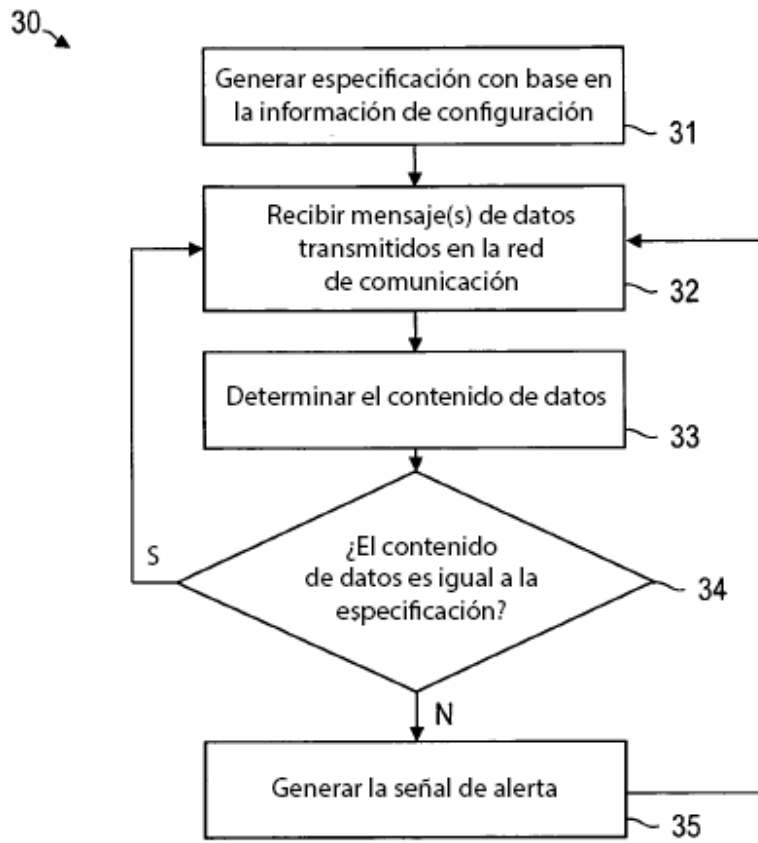 30
Generar especificación con base en
la información de configuración
31
Recibir mensaje(s) de datos
transmitidos en la red
de comunicación
32
Determinar el contenido de datos
33
S
¿El contenido
de datos es igual a la
especificación?
34
N
Generar la señal de alerta
35